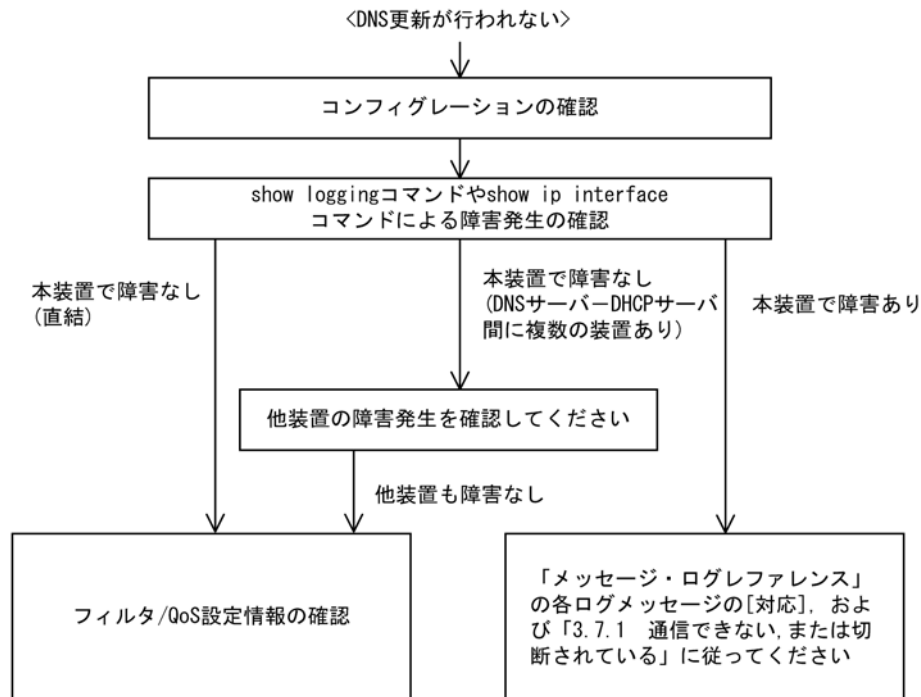 〈DNS更新が行われない〉
コンフィグレーションの確認
show loggingコマンドやshow ip interface
コマンドによる障害発生の確認
本装置で障害なし
(直結)
本装置で障害なし
(DNSサーバ－DHCPサーバ
間に複数の装置あり)
本装置で障害あり
他装置の障害発生を確認してください
他装置も障害なし
フィルタ/QoS設定情報の確認
「メッセージ・ログレファレンス」
の各ログメッセージの[対応], およ
び「3.7.1　通信できない,または切
断されている」に従ってください